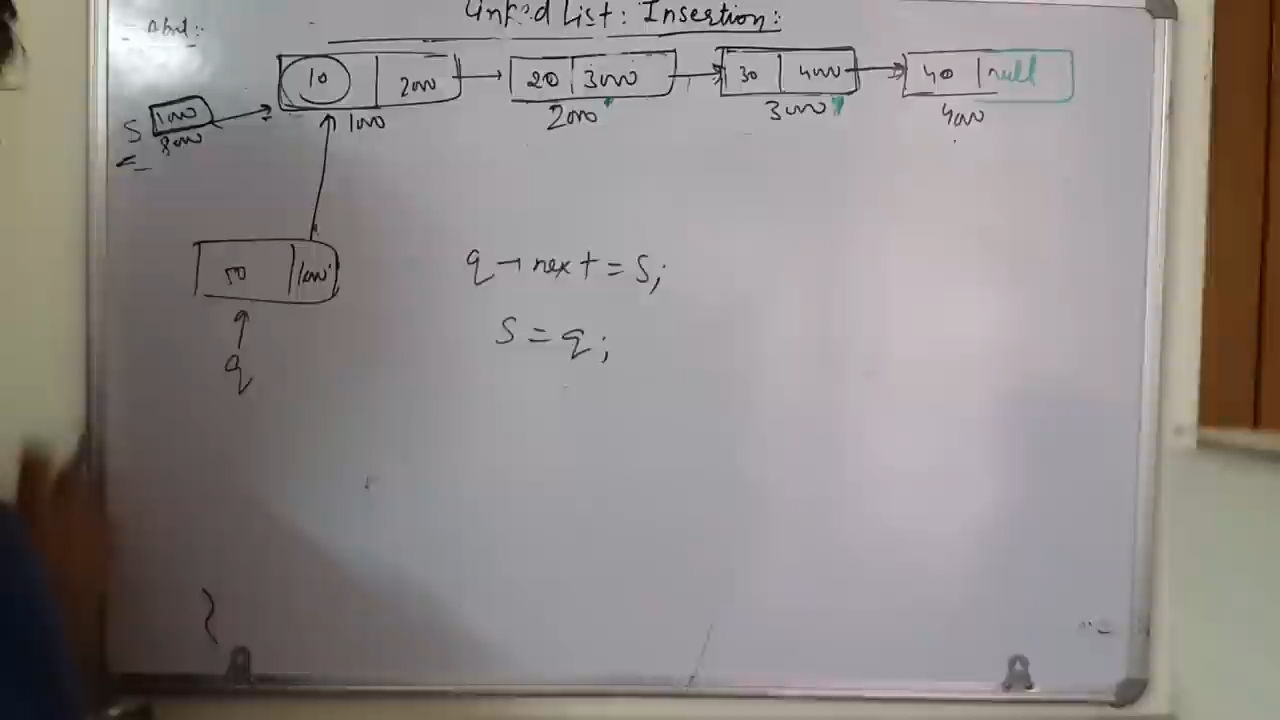 Linked List: Insertion:
10 2000 20 3000 30 4000 40 null
S 1000 1000 2000 3000 4000
50 1000
q→next = S;
S = q;
q